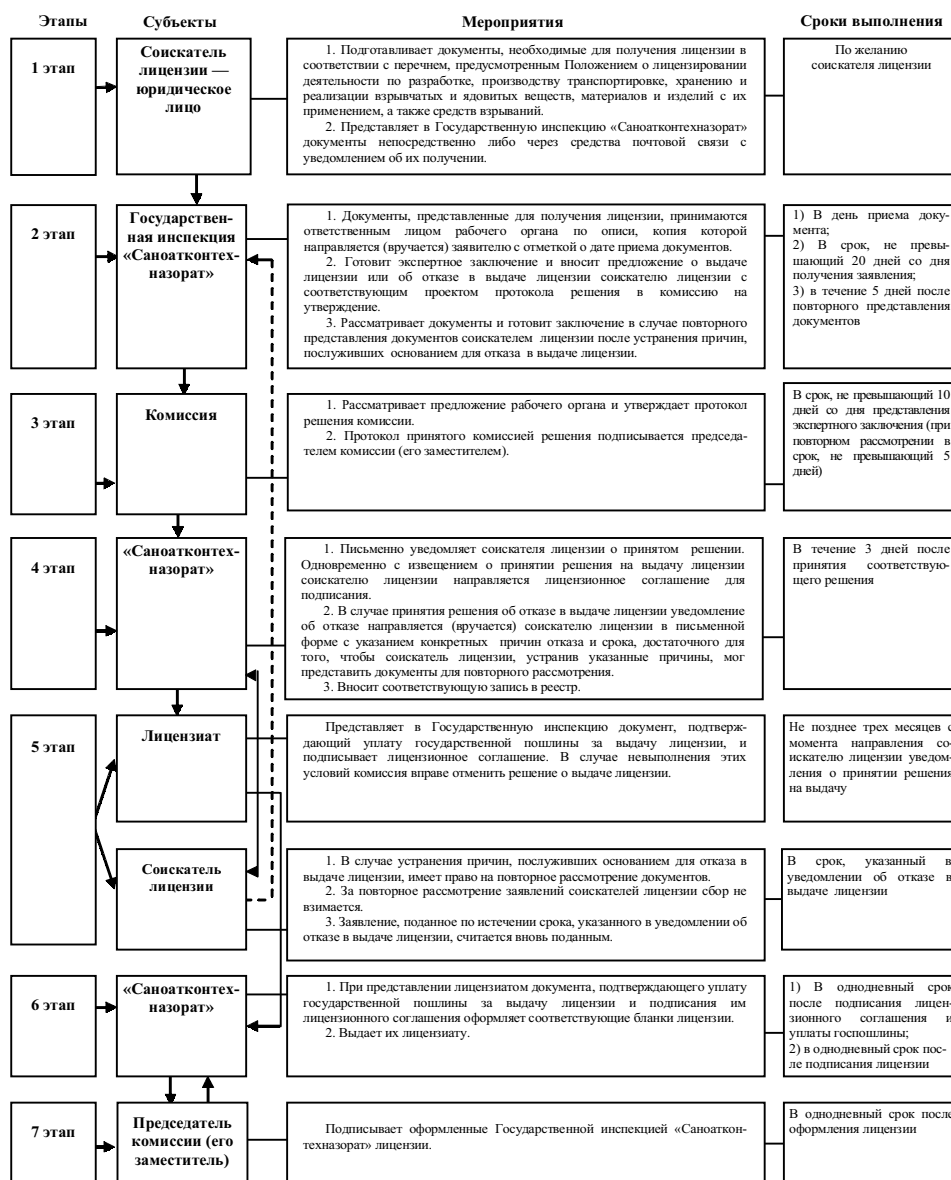 Этапы
Субъекты
Мероприятия
Сроки выполнения
1 этап
Соискатель
лицензии —
юридическое
лицо
1. Подготавливает документы, необходимые для получения лицензии в
соответствии с перечнем, предусмотренным Положением о лицензировании
деятельности по разработке, производству транспортировке, хранению и
реализации взрывчатых и ядовитых веществ, материалов и изделий с их
применением, а также средств взрываний.
2. Представляет в Государственную инспекцию «Саноатконтехназорат»
документы непосредственно либо через средства почтовой связи с
уведомлением об их получении.
По желанию
соискателя лицензии
2 этап
Государствен-
ная инспекция
«Саноатконтех-
назорат»
1. Документы, представленные для получения лицензии, принимаются
ответственным лицом рабочего органа по описи, копия которой
направляется (вручается) заявителю с отметкой о дате приема документов.
2. Готовит экспертное заключение и вносит предложение о выдаче
лицензии или об отказе в выдаче лицензии соискателю лицензии с
соответствующим проектом протокола решения в комиссию на
утверждение.
3. Рассматривает документы и готовит заключение в случае повторного
представления документов соискателем лицензии после устранения причин,
послуживших основанием для отказа в выдаче лицензии.
1) В день приема доку-
мента;
2) В срок, не превы-
шающий 20 дней со дня
получения заявления;
3) в течение 5 дней после
повторного представления
документов
3 этап
Комиссия
1. Рассматривает предложение рабочего органа и утверждает протокол
решения комиссии.
2. Протокол принятого комиссией решения подписывается председа-
телем комиссии (его заместителем).
В срок, не превышающий 10
дней со дня представления
экспертного заключения (при
повторном рассмотрении в
срок, не превышающий 5
дней)
4 этап
«Саноатконтех-
назорат»
1. Письменно уведомляет соискателя лицензии о принятом решении.
Одновременно с извещением о принятии решения на выдачу лицензии
соискателю лицензии направляется лицензионное соглашение для
подписания.
2. В случае принятия решения об отказе в выдаче лицензии уведомление
об отказе направляется (вручается) соискателю лицензии в письменной
форме с указанием конкретных причин отказа и срока, достаточного для
того, чтобы соискатель лицензии, устранив указанные причины, мог
представить документы для повторного рассмотрения.
3. Вносит соответствующую запись в реестр.
В течение 3 дней после
принятия соответствую-
щего решения
5 этап
Лицензиат
Представляет в Государственную инспекцию документ, подтверж-
дающий уплату государственной пошлины за выдачу лицензии, и
подписывает лицензионное соглашение. В случае невыполнения этих
условий комиссия вправе отменить решение о выдаче лицензии.
Не позднее трех месяцев с
момента направления со-
искателю лицензии уведом-
ления о принятии решения
на выдачу
Соискатель
лицензии
1. В случае устранения причин, послуживших основанием для отказа в
выдаче лицензии, имеет право на повторное рассмотрение документов.
2. За повторное рассмотрение заявлений соискателей лицензии сбор не
взимается.
3. Заявление, поданное по истечении срока, указанного в уведомлении об
отказе в выдаче лицензии, считается вновь поданным.
В срок, указанный в
уведомлении об отказе в
выдаче лицензии
6 этап
«Саноатконтех-
назорат»
1. При представлении лицензиатом документа, подтверждающего уплату
государственной пошлины за выдачу лицензии и подписания им
лицензионного соглашения оформляет соответствующие бланки лицензии.
2. Выдает их лицензиату.
1) В однодневный срок
после подписания лицен-
зионного соглашения и
уплаты госпошлины;
2) в однодневный срок пос-
ле подписания лицензии
7 этап
Председатель
комиссии (его
заместитель)
Подписывает оформленные Государственной инспекцией «Саноаткон-
техназорат» лицензии.
В однодневный срок после
оформления лицензии